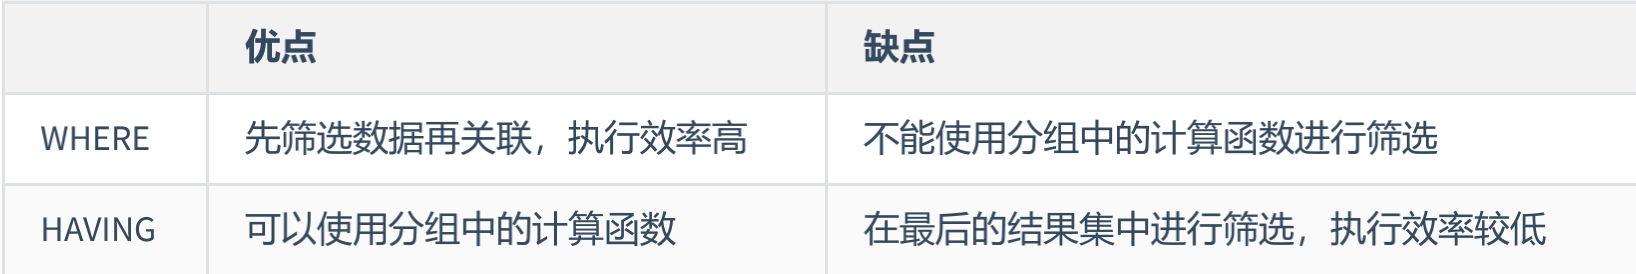 优点 缺点
WHERE 先筛选数据再关联，执行效率高 不能使用分组中的计算函数进行筛选
HAVING 可以使用分组中的计算函数 在最后的结果集中进行筛选，执行效率较低